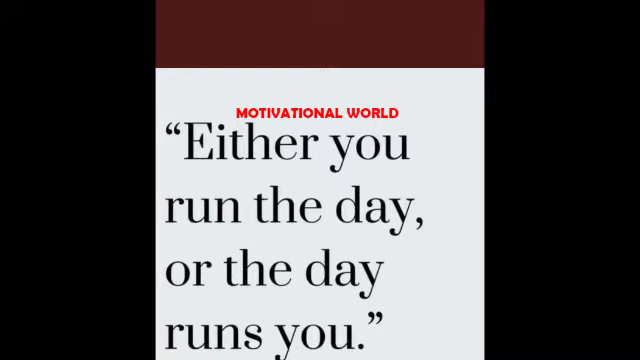 MOTIVATIONAL WORLD
“Either you
run the day,
or the day
runs you.”